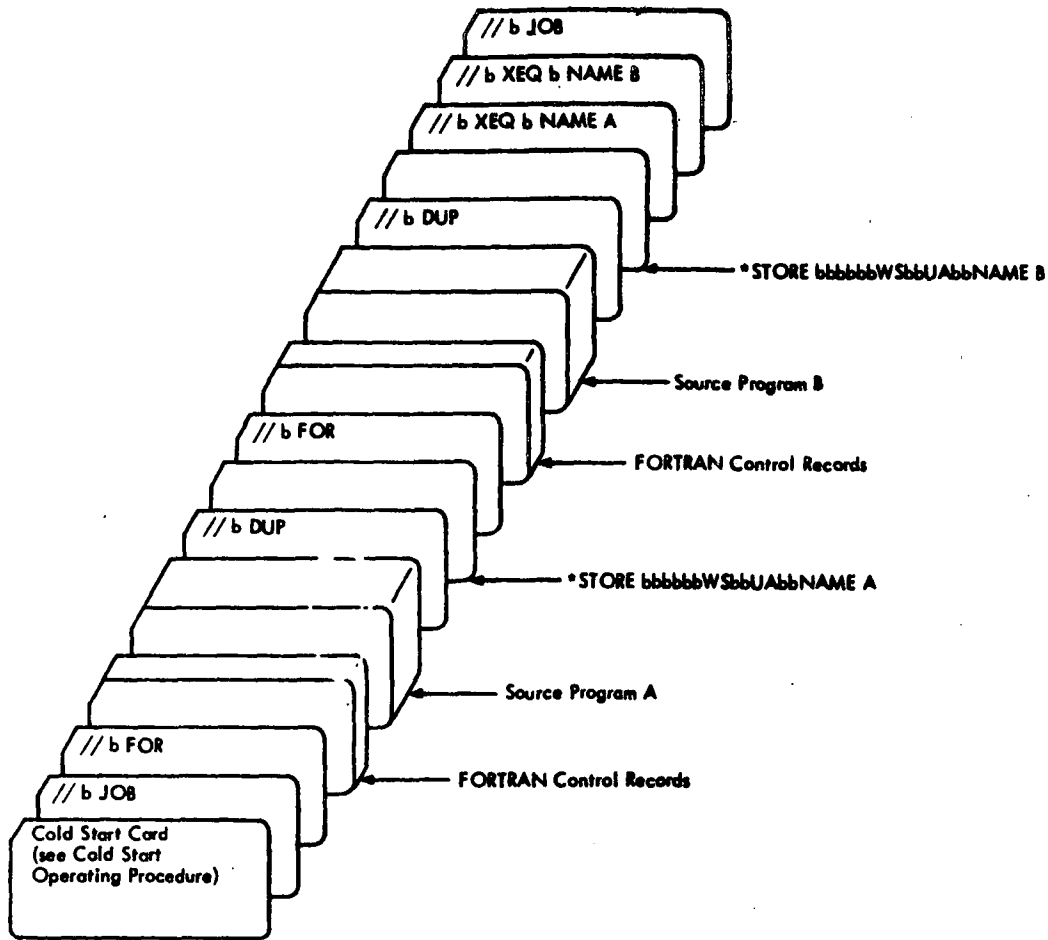 // b JOB
// b XEQ b NAME B
// b XEQ b NAME A
// b DUP
*STORE bbbbbbWSbbUAbbNAME B
Source Program B
// b FOR
FORTRAN Control Records
// b DUP
*STORE bbbbbbWSbbUAbbNAME A
Source Program A
// b FOR
FORTRAN Control Records
// b JOB
Cold Start Card
(see Cold Start
Operating Procedure)